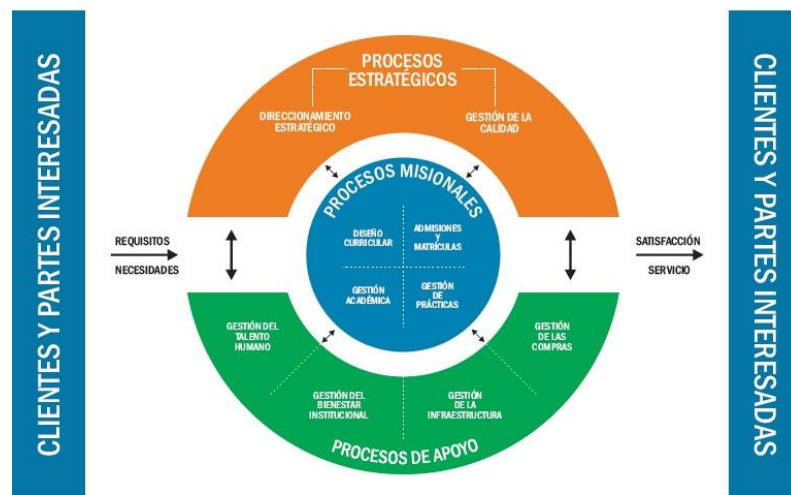 CLIENTES Y PARTES INTERESADAS
PROCESOS
ESTRATÉGICOS
DIRECCIONAMIENTO
ESTRATÉGICO
GESTIÓN DE LA
CALIDAD
PROCESOS MISIONALES
DISEÑO
CURRICULAR
ADMISIONES
Y
MATRÍCULAS
GESTIÓN
ACADÉMICA
GESTIÓN
DE
PRÁCTICAS
REQUISITOS
NECESIDADES
SATISFACCIÓN
SERVICIO
GESTIÓN DEL
TALENTO
HUMANO
GESTIÓN DEL
BIENESTAR
INSTITUCIONAL
GESTIÓN
DE LA
INFRAESTRUCTURA
GESTIÓN
DE LAS
COMPRAS
PROCESOS DE APOYO
CLIENTES Y PARTES INTERESADAS